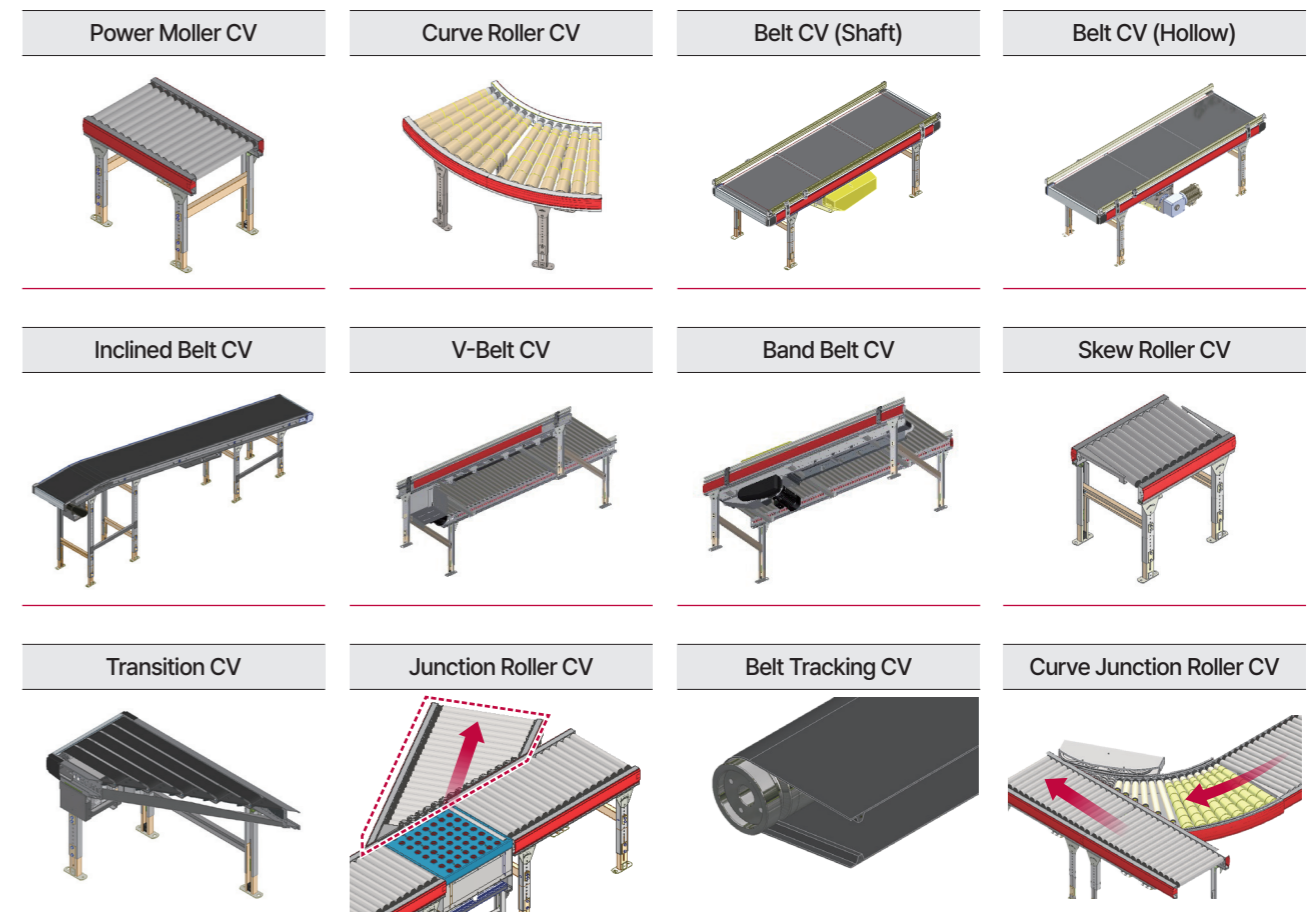 Power Moller CV
Curve Roller CV
Belt CV (Shaft)
Belt CV (Hollow)
Inclined Belt CV
V-Belt CV
Band Belt CV
Skew Roller CV
Transition CV
Junction Roller CV
Belt Tracking CV
Curve Junction Roller CV